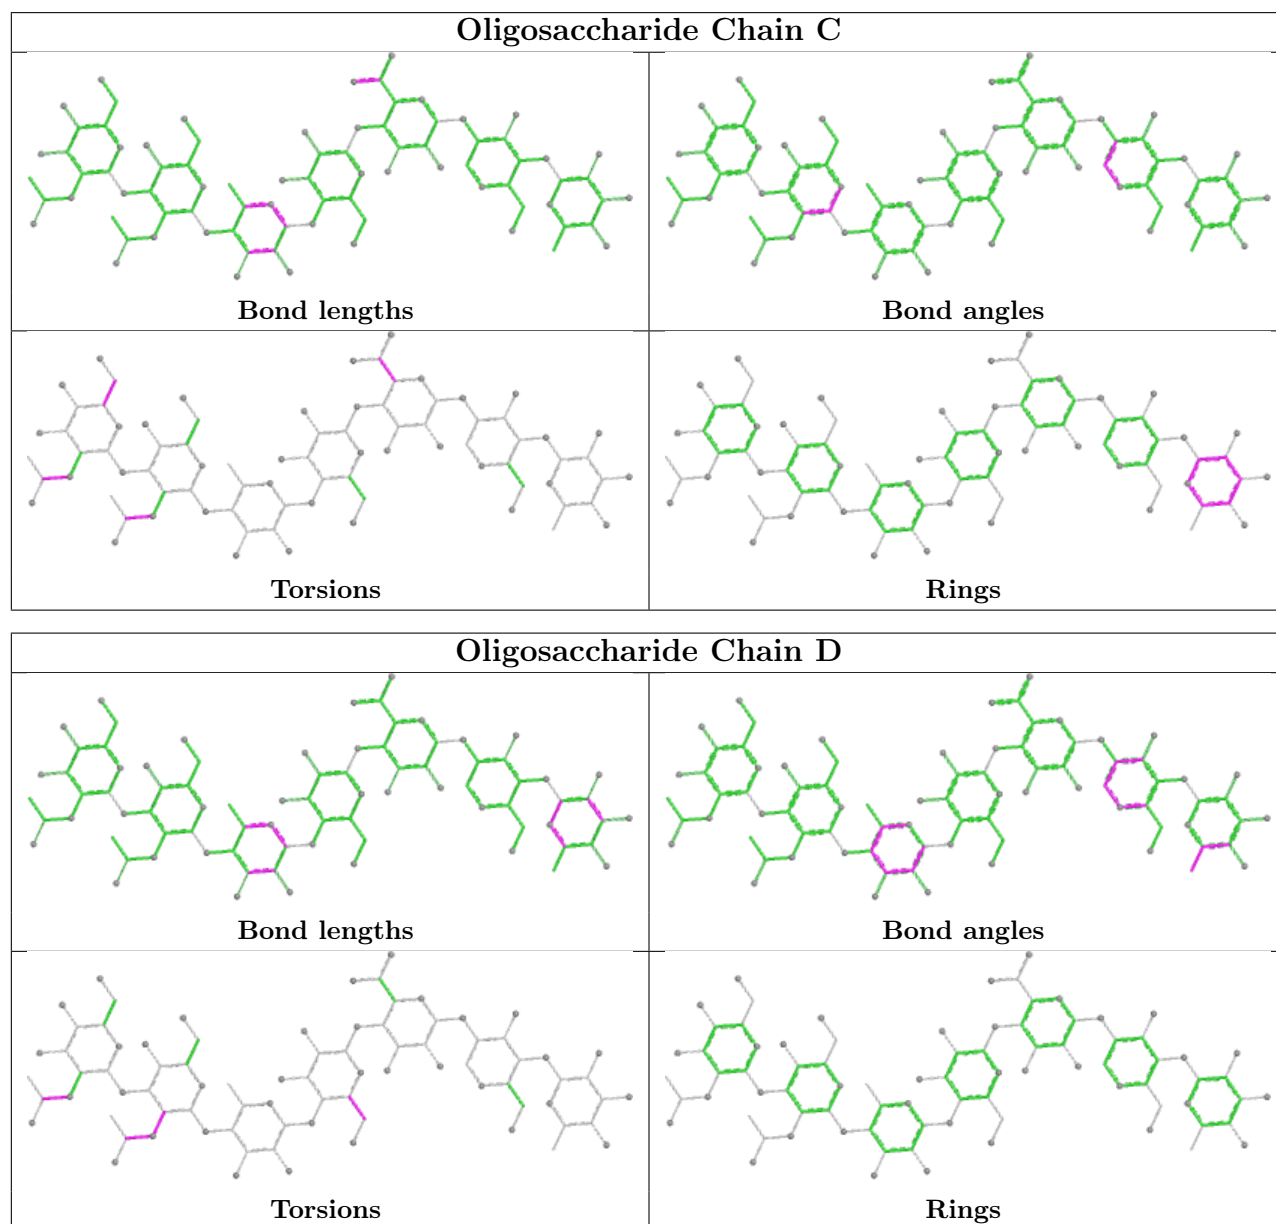 Oligosaccharide Chain C
Bond lengths
Bond angles
Torsions
Rings
Oligosaccharide Chain D
Bond lengths
Bond angles
Torsions
Rings